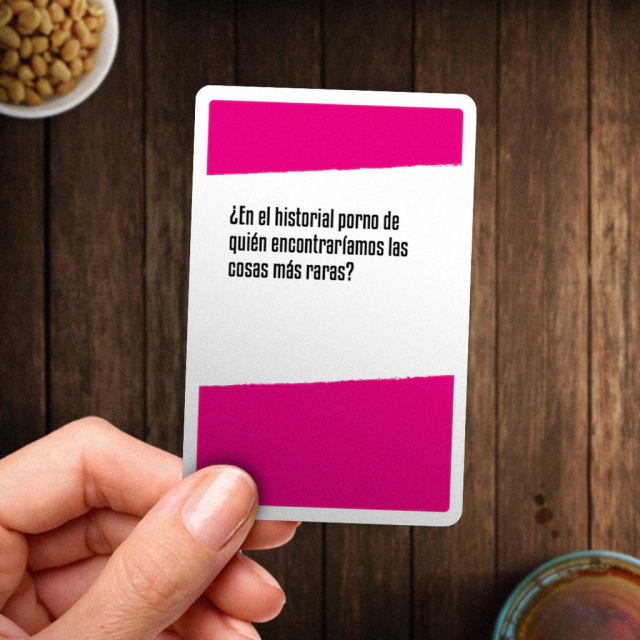 ¿En el historial porno de
quién encontraríamos las
cosas más raras?